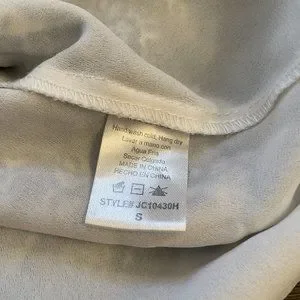 Hand wash cold, Hang dry
Lavar a mano con
Agua Fria
Secar Colgado
MADE IN CHINA
HECHO EN CHINA
STYLE# JC10430H
S